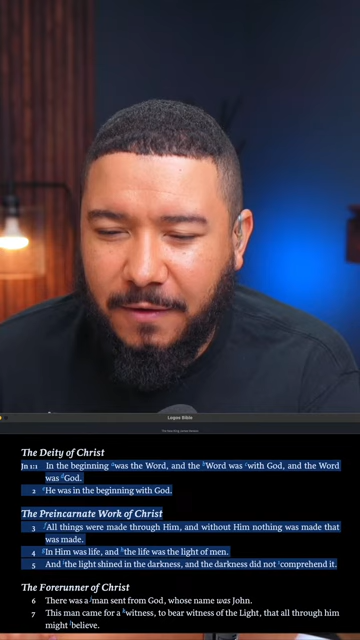 Logos Bible
The Deity of Christ
Jn 1:1 In the beginning a was the Word, and the b Word was c with God, and the Word
was d God.
2 e He was in the beginning with God.
The Preincarnate Work of Christ
3 f All things were made through Him, and without Him nothing was made that
was made.
4 g In Him was life, and h the life was the light of men.
5 And i the light shined in the darkness, and the darkness did not comprehend it.
The Forerunner of Christ
6 There was a man sent from God, whose name was John.
7 This man came for a witness, to bear witness of the Light, that all through him
might believe.